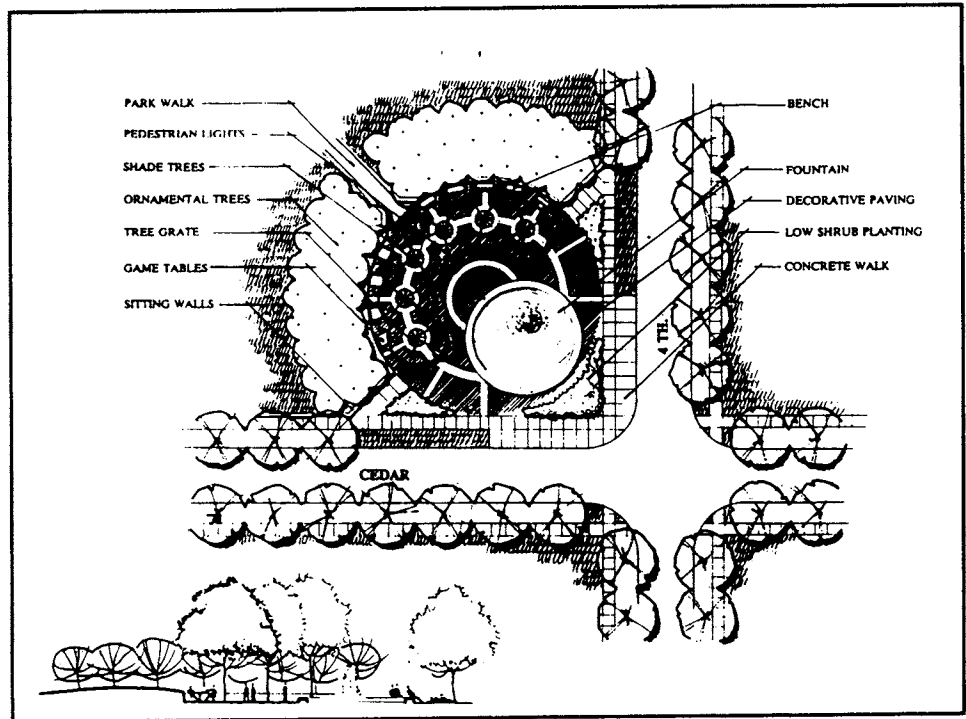 PARK WALK
PEDESTRIAN LIGHTS
SHADE TREES
ORNAMENTAL TREES
TREE GRATE
GAME TABLES
SITTING WALLS
BENCH
FOUNTAIN
DECORATIVE PAVING
LOW SHRUB PLANTING
CONCRETE WALK
4 TH.
CEDAR